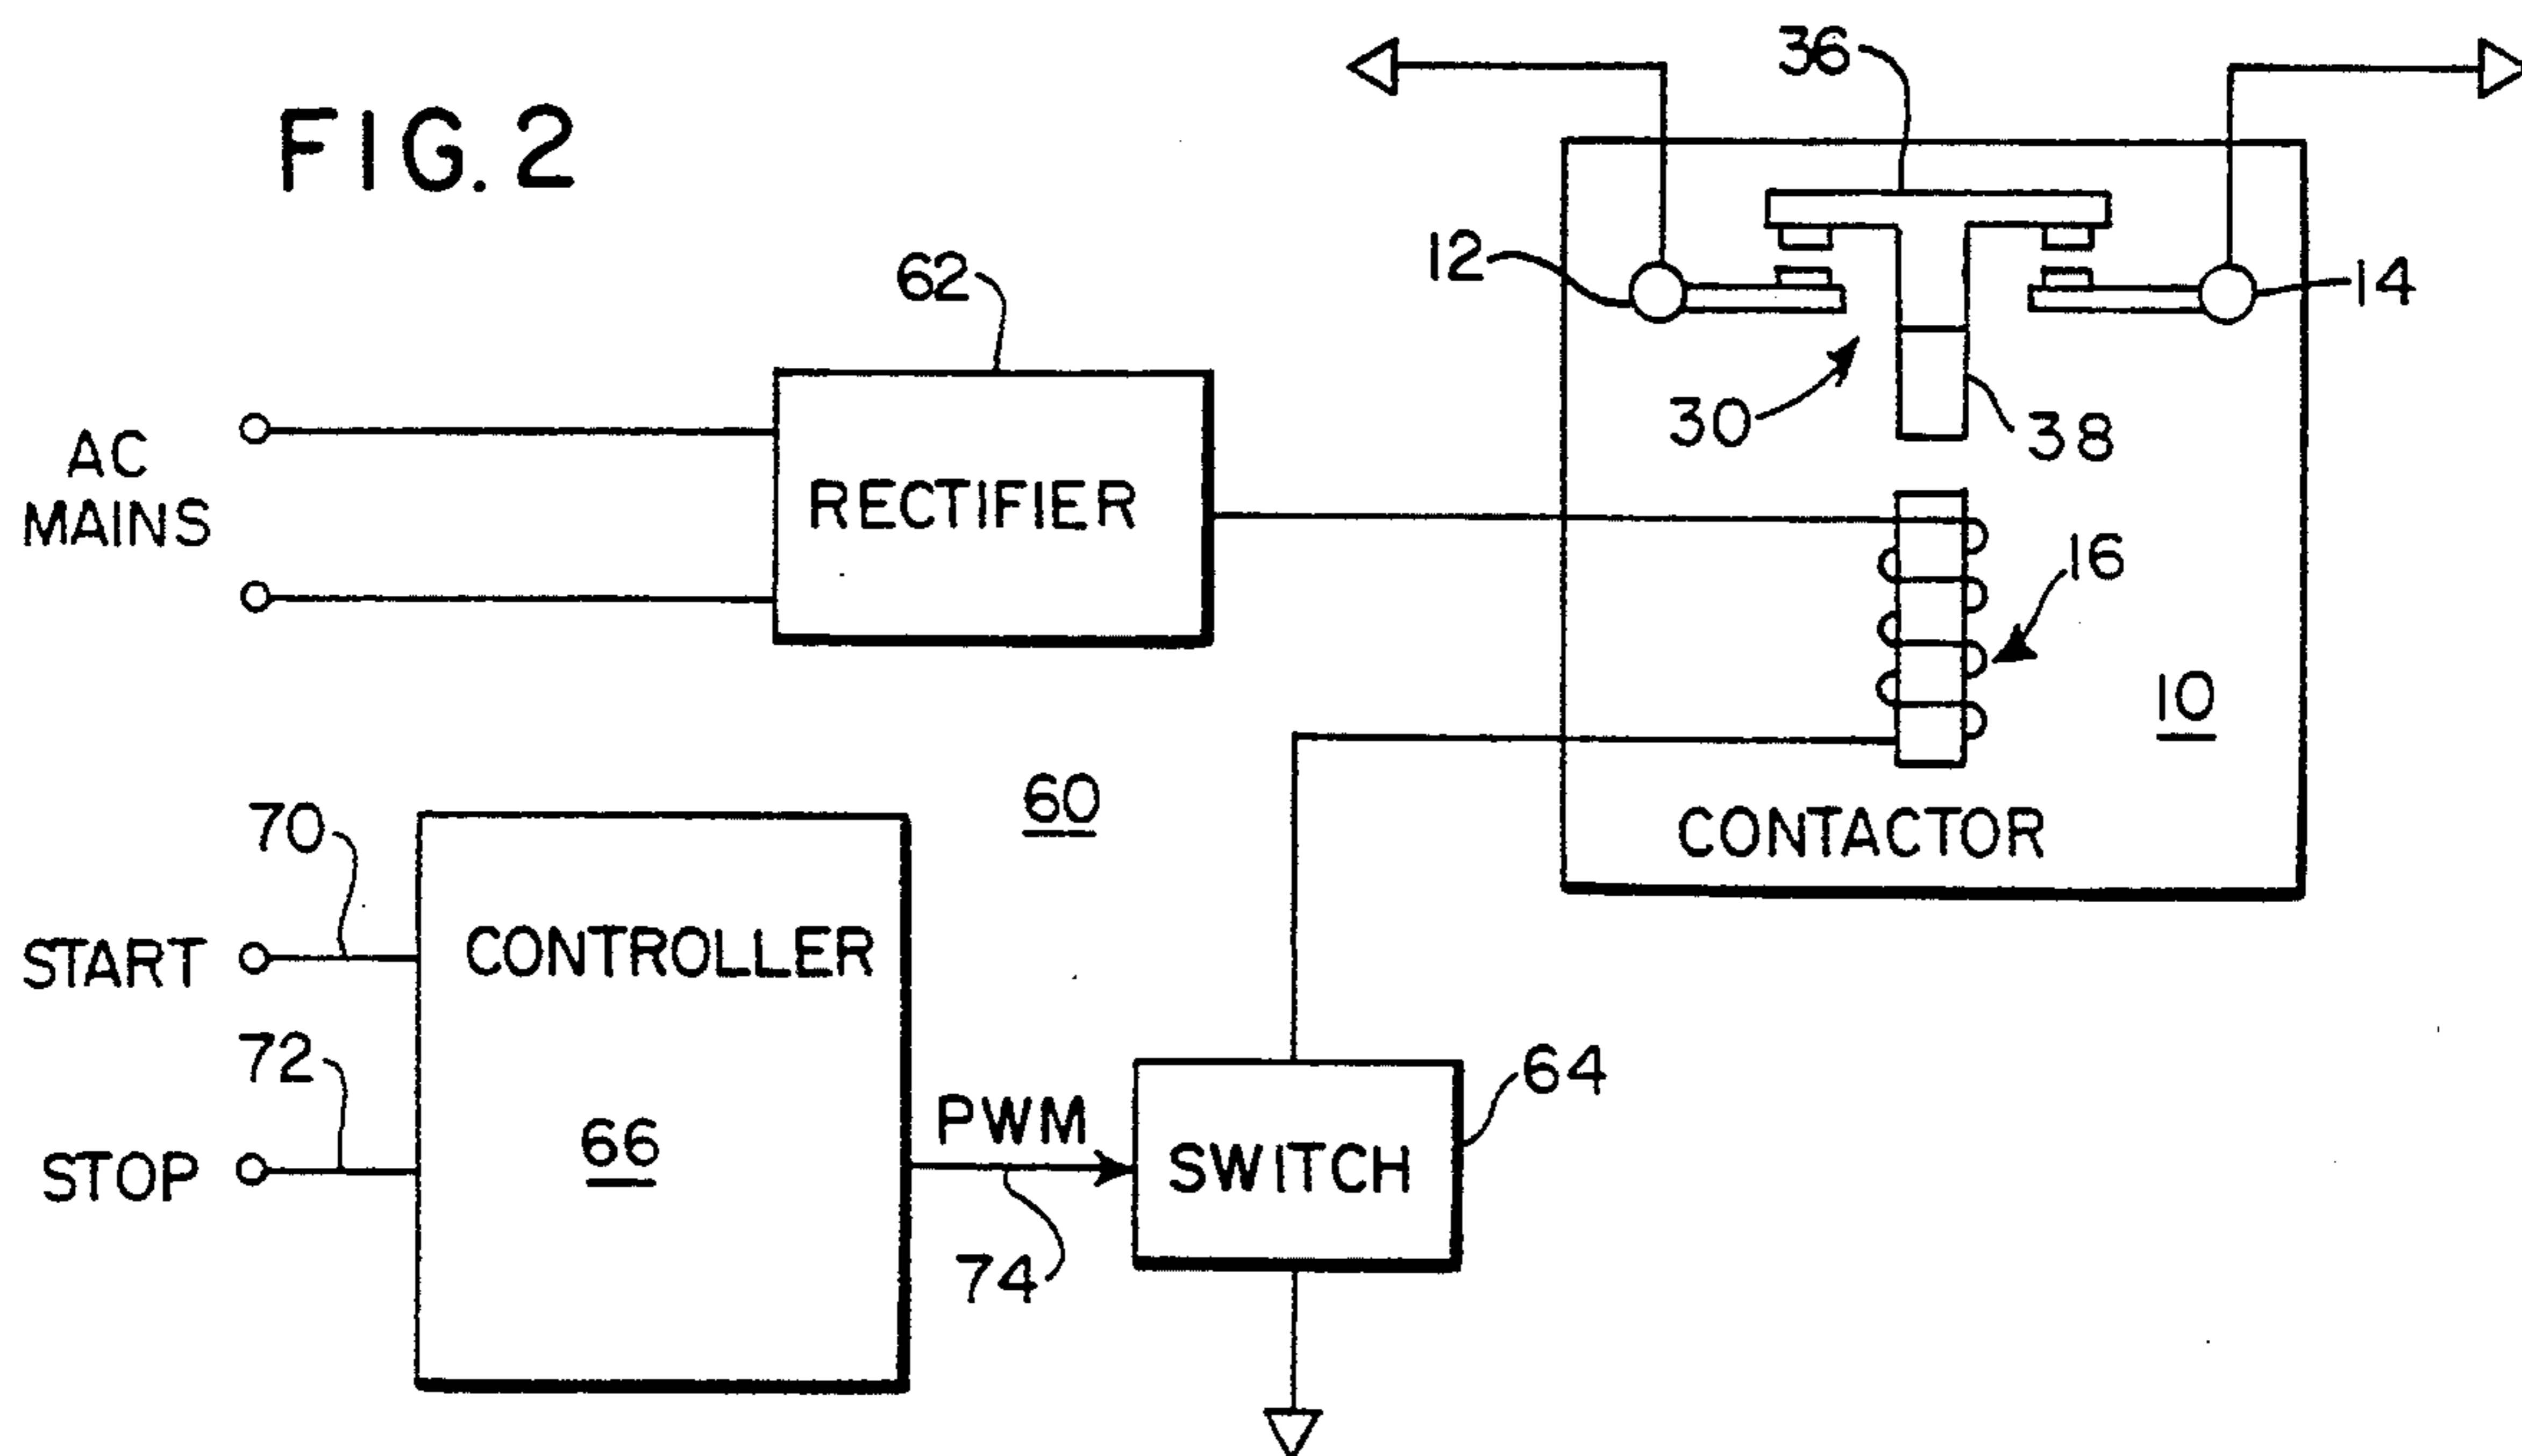 FIG. 2
36
12
14
62
30
38
AC
MAINS
RECTIFIER
16
10
60
CONTACTOR
70
START
CONTROLLER
72
STOP
66
PWM
74
SWITCH
64